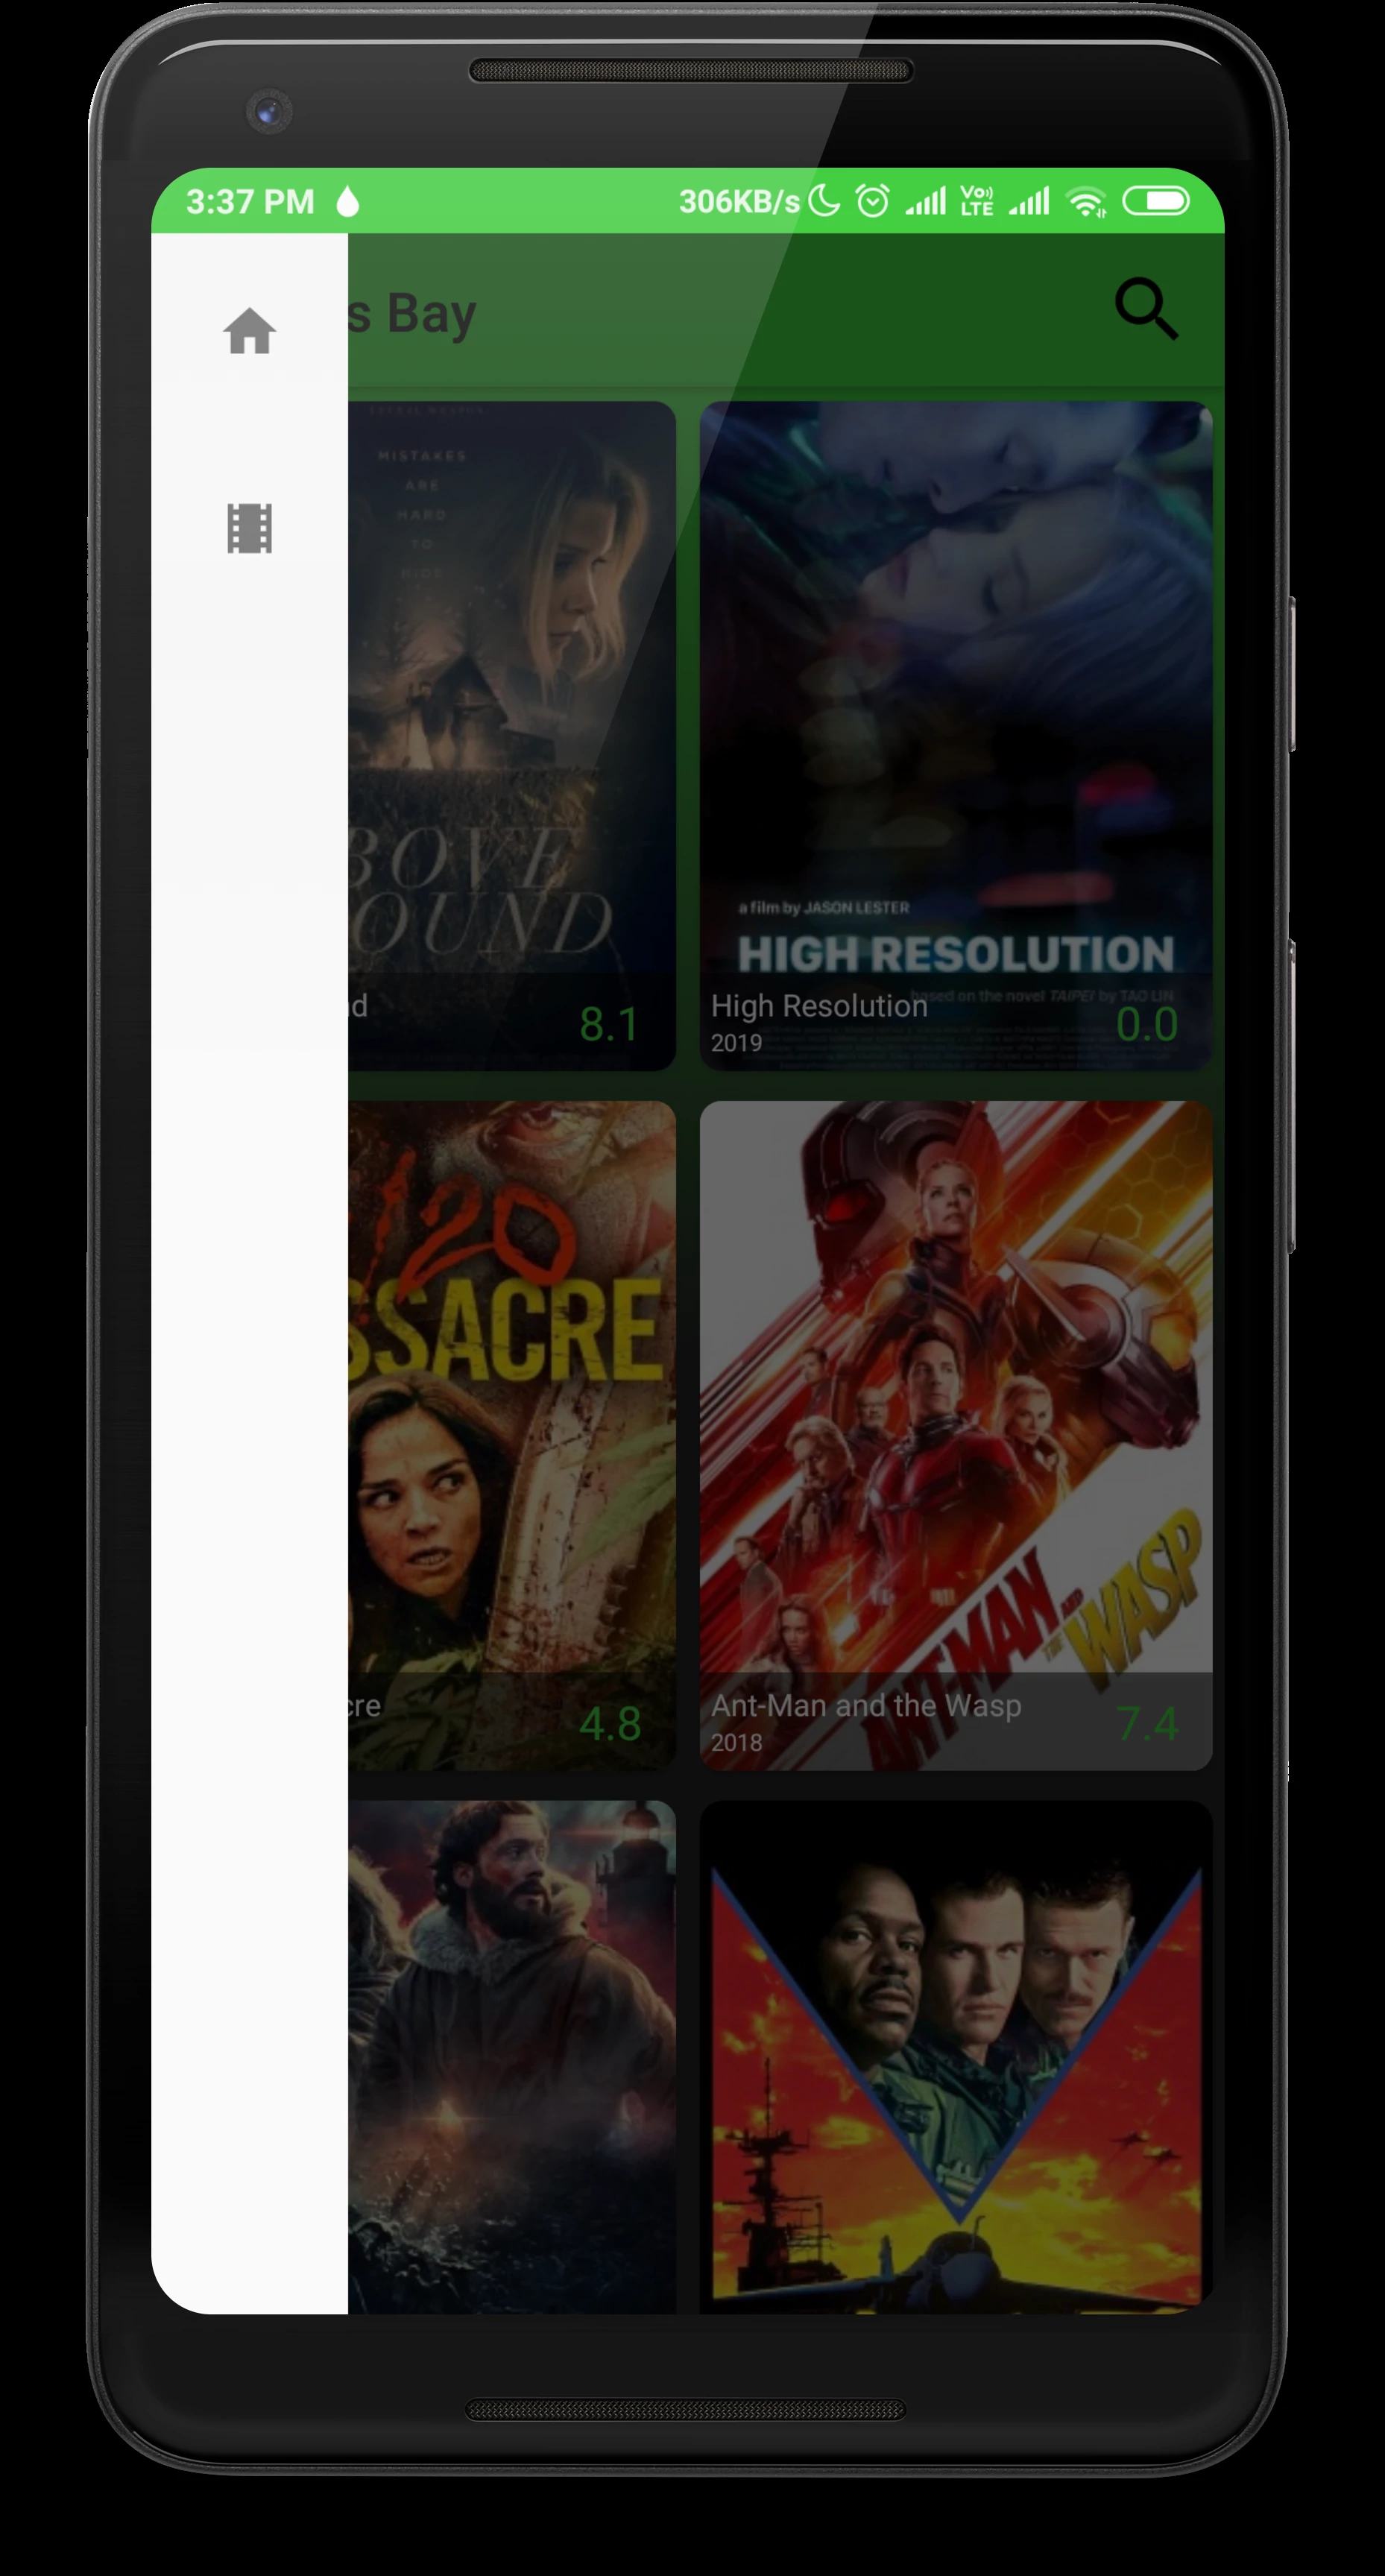 3:37 PM 306KB/s Vo)) LTE
s Bay
MISTAKES
ARE
HARD
TO
HIDE
BOVE
OUND
nd
8.1
a film by JASON LESTER
HIGH RESOLUTION
based on the novel TAIPEI by TAO LIN
High Resolution
2019
0.0
/20
SSACRE
cre
4.8
ANT-MAN AND THE WASP
Ant-Man and the Wasp
2018
7.4